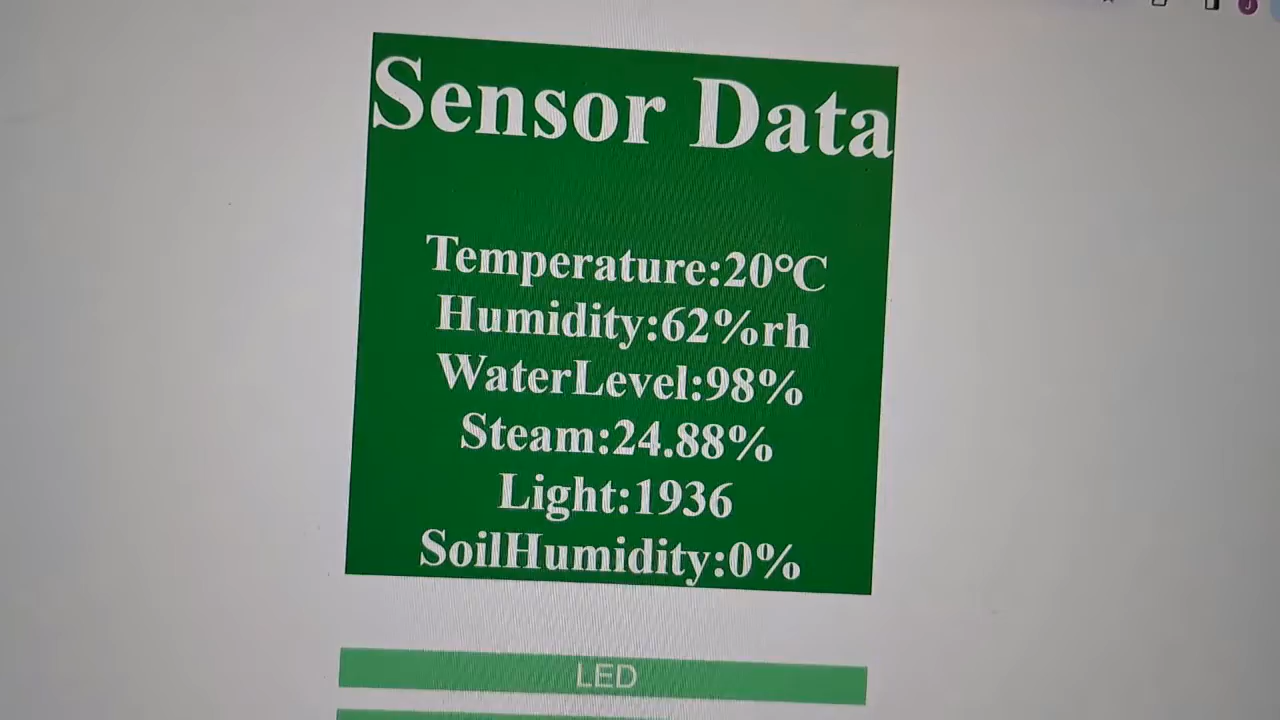 Sensor Data
Temperature:20°C
Humidity:62%rh
WaterLevel:98%
Steam:24.88%
Light:1936
SoilHumidity:0%
LED